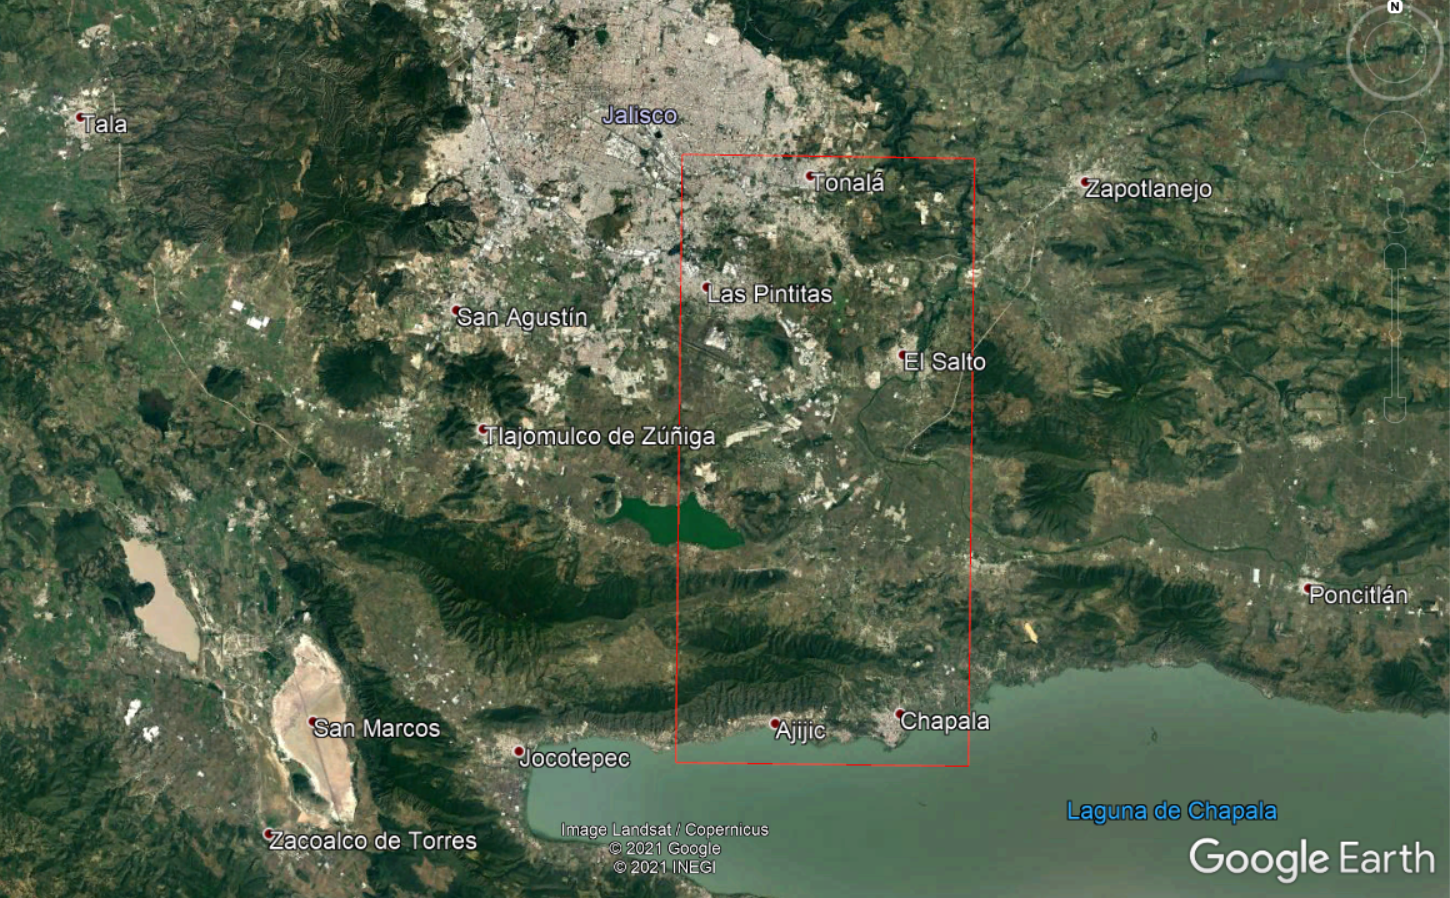 N
Jalisco
Tala
Tonalá
Zapotlanejo
Las Pintitas
San Agustín
El Salto
Tlajomulco de Zúñiga
Poncitlán
San Marcos
Ajijic
Chapala
Jocotepec
Laguna de Chapala
Zacoalco de Torres
Image Landsat / Copernicus
© 2021 Google
© 2021 INEGI
Google Earth